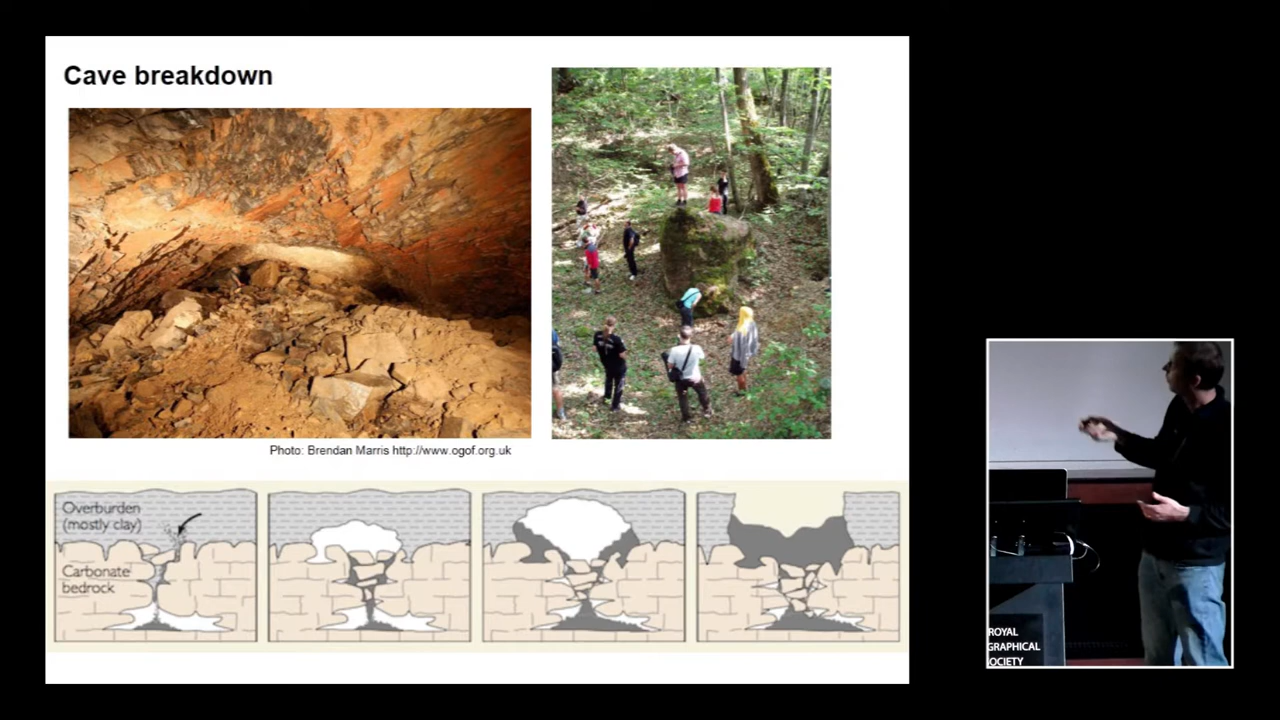 Cave breakdown
Photo: Brendan Marris http://www.ogof.org.uk
Overburden
(mostly clay)
Carbonate
bedrock
ROYAL
GRAPHICAL
OCIETY